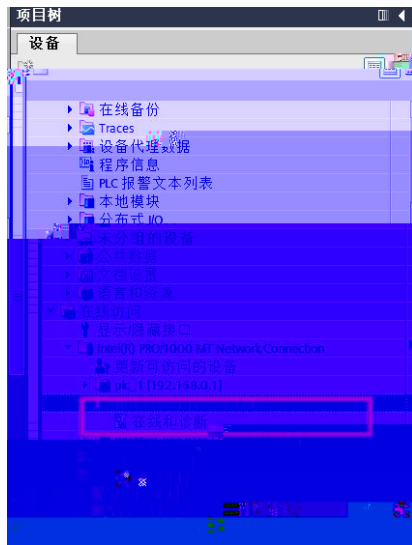 项目树
设备
在线备份
Traces
设备代理数据
程序信息
PLC 报警文本列表
本地模块
分布式 I/O
未分组的设备
公共数据
文档设置
语言和资源
在线访问
显示/隐藏接口
Intel(R) PRO/1000 MT Network Connection
更新可访问的设备
plc_1 [192.168.0.1]
在线和诊断